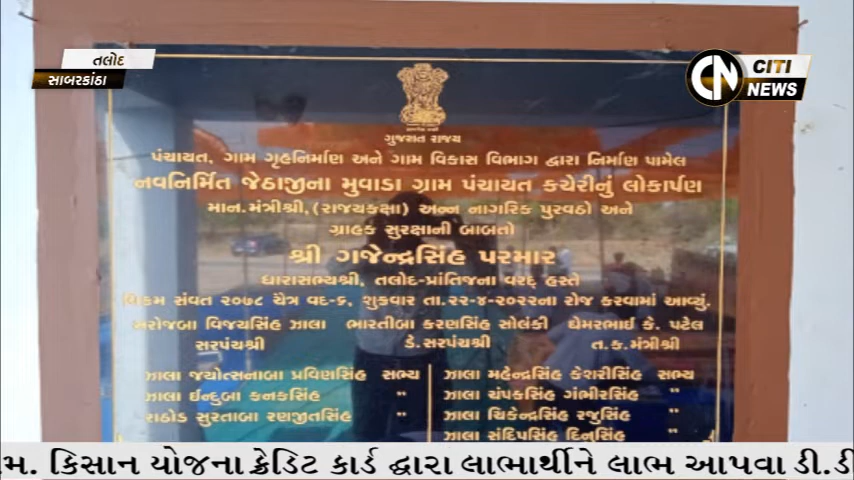 તલોદ
સાબરકાંઠા
CN CITI
NEWS
ગુજરાત રાજ્ય
પંચાયત, ગામ ગૃહનિર્માણ અને ગામ વિકાસ વિભાગ દ્વારા નિર્માણ પામેલ
નવનિર્મિત જેઠાજીના મુવાડા ગ્રામ પંચાયત કચેરીનું લોકાર્પણ
માન.મંત્રીશ્રી,(રાજ્યકક્ષા) અન્ન નાગરિક પુરવઠો અને
ગ્રાહક સુરક્ષાની બાબતો
શ્રી ગજેન્દ્રસિંહ પરમાર
ધારાસભ્યશ્રી, તલોદ-પ્રાંતિજના વરદ્ હસ્તે
વિક્રમ સંવત ૨૦૭૮ ચૈત્ર વદ-૬, શુક્રવાર તા.૨૨-૪-૨૦૨૨ના રોજ કરવામાં આવ્યું.
સરોજબા વિજયસિંહ ઝાલા ભારતીબા કરણસિંહ સોલંકી ઘેમરભાઈ કે. પટેલ
સરપંચશ્રી ડે.સરપંચશ્રી ત.ક.મંત્રીશ્રી
ઝાલા જયોત્સનાબા પ્રવિણસિંહ સભ્ય ઝાલા મહેન્દ્રસિંહ કેશરીસિંહ સભ્ય
ઝાલા ઈન્દુબા કનકસિંહ " ઝાલા ચંપકસિંહ ગંભીરસિંહ "
રાઠોડ સુરતાબા રણજીતસિંહ " ઝાલા ચિકેન્દ્રસિંહ રજુસિંહ "
ઝાલા સંદિપસિંહ દિનુસિંહ "
મ. કિસાન યોજના ક્રેડિટ કાર્ડ દ્વારા લાભાર્થીને લાભ આપવા ડી.ડી